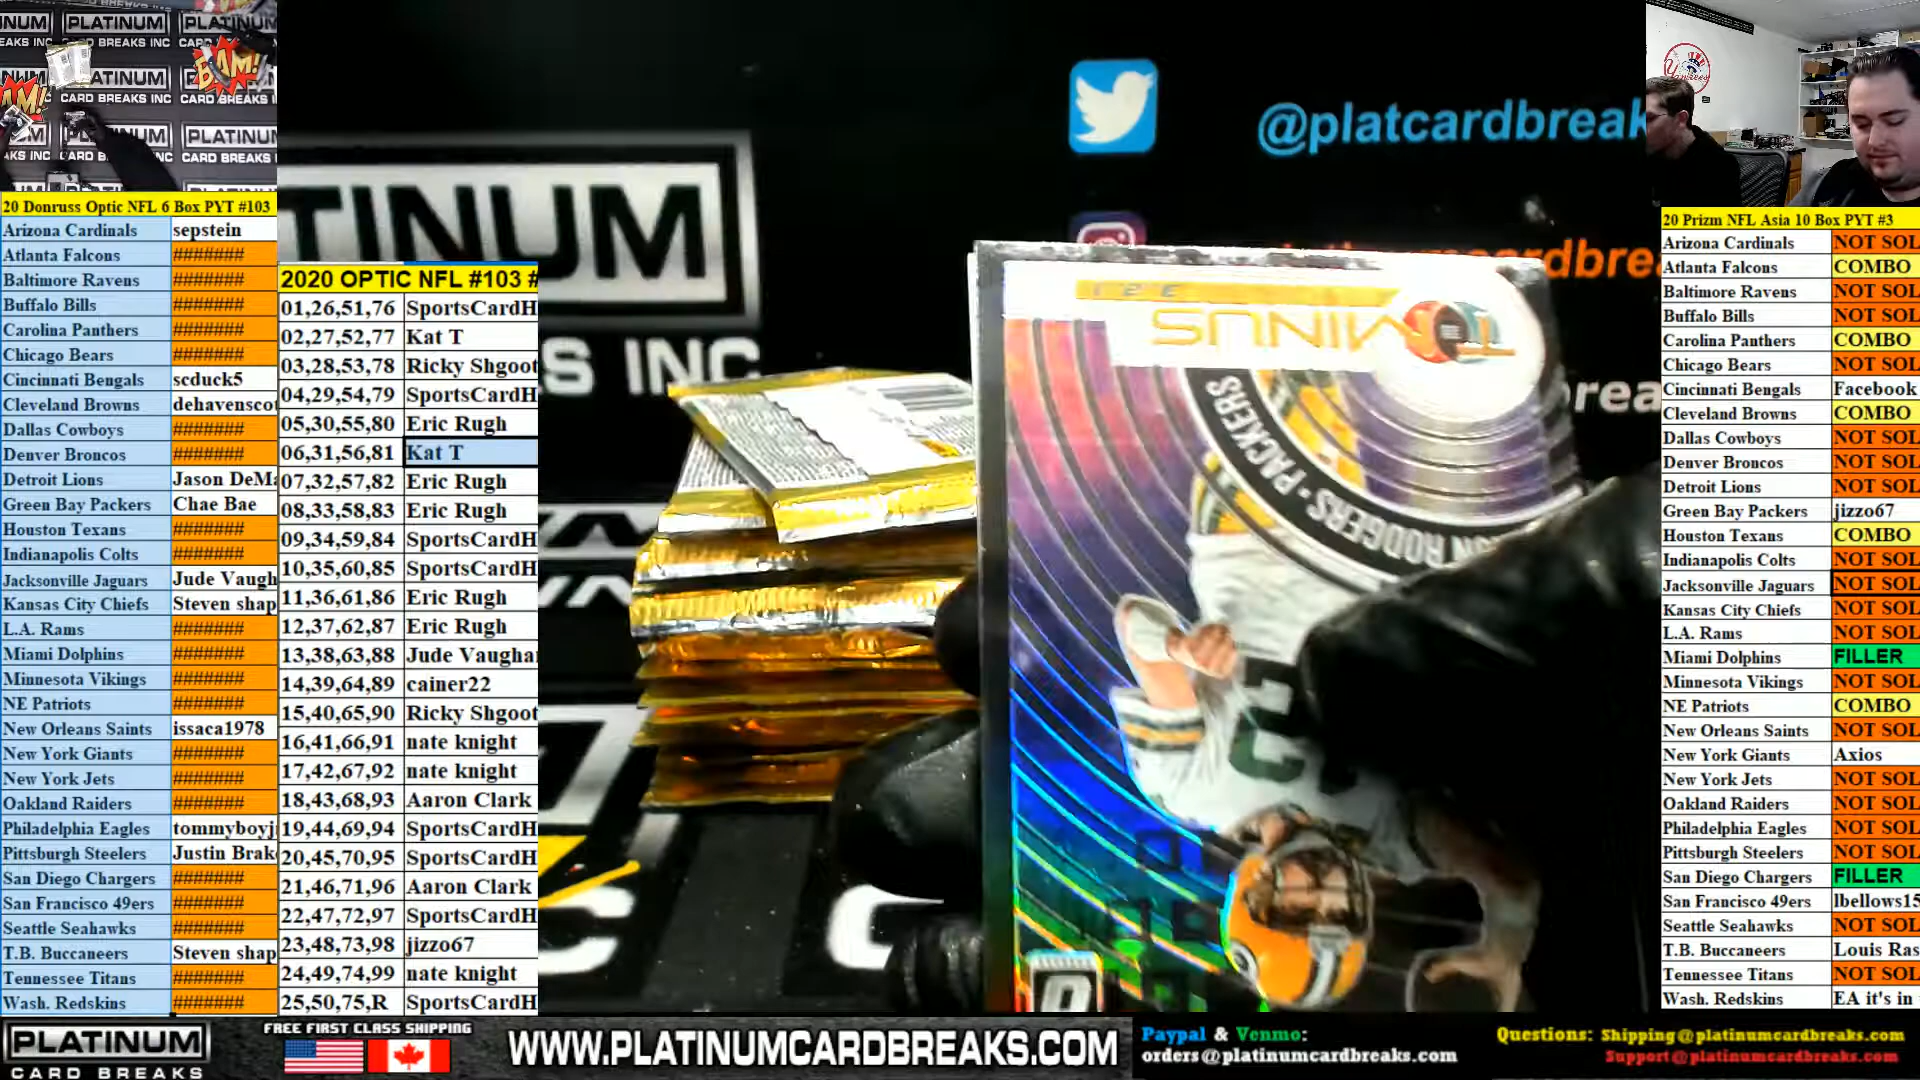 PLATINUM
CARD BREAKS INC
@platcardbreak
20 Donruss Optic NFL 6 Box PYT #103
Arizona Cardinals sepstein
Atlanta Falcons #######
Baltimore Ravens #######
Buffalo Bills #######
Carolina Panthers #######
Chicago Bears #######
Cincinnati Bengals scduck5
Cleveland Browns dehavensco
Dallas Cowboys #######
Denver Broncos #######
Detroit Lions Jason DeM
Green Bay Packers Chae Bae
Houston Texans #######
Indianapolis Colts #######
Jacksonville Jaguars Jude Vaugh
Kansas City Chiefs Steven shap
L.A. Rams #######
Miami Dolphins #######
Minnesota Vikings #######
NE Patriots #######
New Orleans Saints issaca1978
New York Giants #######
New York Jets #######
Oakland Raiders #######
Philadelphia Eagles tommyboyj
Pittsburgh Steelers Justin Brak
San Diego Chargers #######
San Francisco 49ers #######
Seattle Seahawks #######
T.B. Buccaneers Steven shap
Tennessee Titans #######
Wash. Redskins #######
2020 OPTIC NFL #103 #
01,26,51,76 SportsCardH
02,27,52,77 Kat T
03,28,53,78 Ricky Shgoot
04,29,54,79 SportsCardH
05,30,55,80 Eric Rugh
06,31,56,81 Kat T
07,32,57,82 Eric Rugh
08,33,58,83 Eric Rugh
09,34,59,84 SportsCardH
10,35,60,85 SportsCardH
11,36,61,86 Eric Rugh
12,37,62,87 Eric Rugh
13,38,63,88 Jude Vaugha
14,39,64,89 cainer22
15,40,65,90 Ricky Shgoot
16,41,66,91 nate knight
17,42,67,92 nate knight
18,43,68,93 Aaron Clark
19,44,69,94 SportsCardH
20,45,70,95 SportsCardH
21,46,71,96 Aaron Clark
22,47,72,97 SportsCardH
23,48,73,98 jizzo67
24,49,74,99 nate knight
25,50,75,R SportsCardH
TINUM
S INC
dbre
rea
MINUS
ON RODGERS • PACKERS
Yankees
20 Prizm NFL Asia 10 Box PYT #3
Arizona Cardinals NOT SOL
Atlanta Falcons COMBO
Baltimore Ravens NOT SOL
Buffalo Bills NOT SOL
Carolina Panthers COMBO
Chicago Bears NOT SOL
Cincinnati Bengals Facebook
Cleveland Browns COMBO
Dallas Cowboys NOT SOL
Denver Broncos NOT SOL
Detroit Lions NOT SOL
Green Bay Packers jizzo67
Houston Texans COMBO
Indianapolis Colts NOT SOL
Jacksonville Jaguars NOT SOL
Kansas City Chiefs NOT SOL
L.A. Rams NOT SOL
Miami Dolphins FILLER
Minnesota Vikings NOT SOL
NE Patriots COMBO
New Orleans Saints NOT SOL
New York Giants Axios
New York Jets NOT SOL
Oakland Raiders NOT SOL
Philadelphia Eagles NOT SOL
Pittsburgh Steelers NOT SOL
San Diego Chargers FILLER
San Francisco 49ers lbellows15
Seattle Seahawks NOT SOL
T.B. Buccaneers Louis Ras
Tennessee Titans NOT SOL
Wash. Redskins EA it's in
PLATINUM
CARD BREAKS
FREE FIRST CLASS SHIPPING
WWW.PLATINUMCARDBREAKS.COM
Paypal & Venmo:
orders@platinumcardbreaks.com
Questions: Shipping@platinumcardbreaks.com
Support@platinumcardbreaks.com